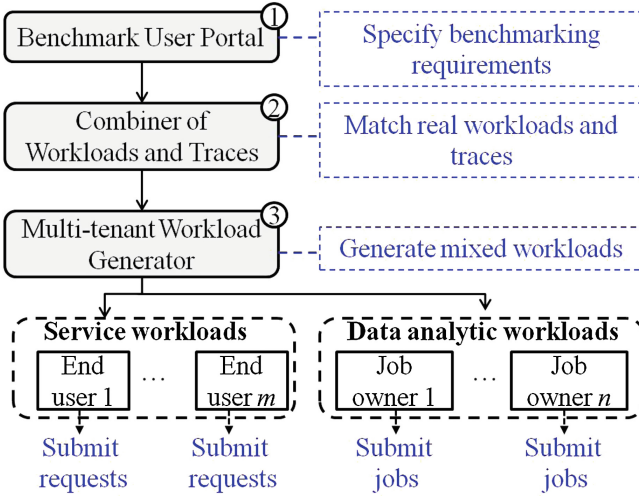 1
Benchmark User Portal
Specify benchmarking
requirements
2
Combiner of
Workloads and Traces
Match real workloads and
traces
3
Multi-tenant Workload
Generator
Generate mixed workloads
Service workloads
Data analytic workloads
End
user 1
...
End
user m
Job
owner 1
...
Job
owner n
Submit
requests
Submit
requests
Submit
jobs
Submit
jobs